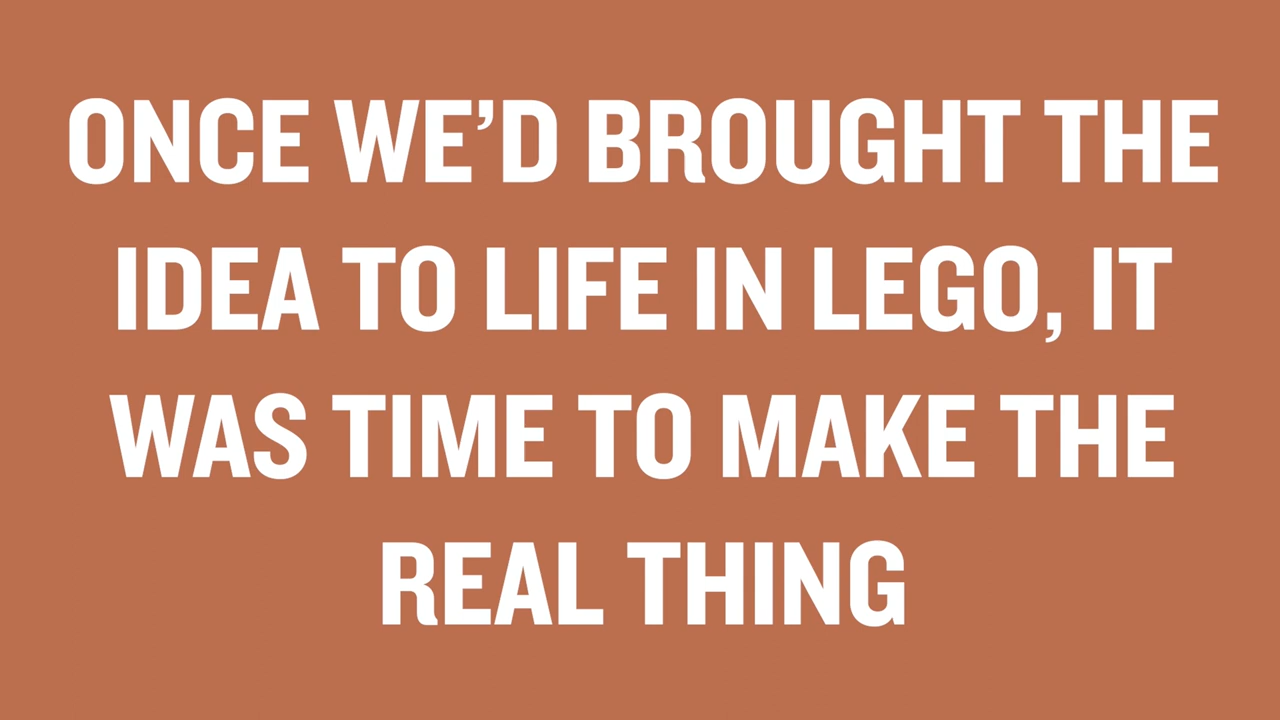 ONCE WE’D BROUGHT THE
IDEA TO LIFE IN LEGO, IT
WAS TIME TO MAKE THE
REAL THING